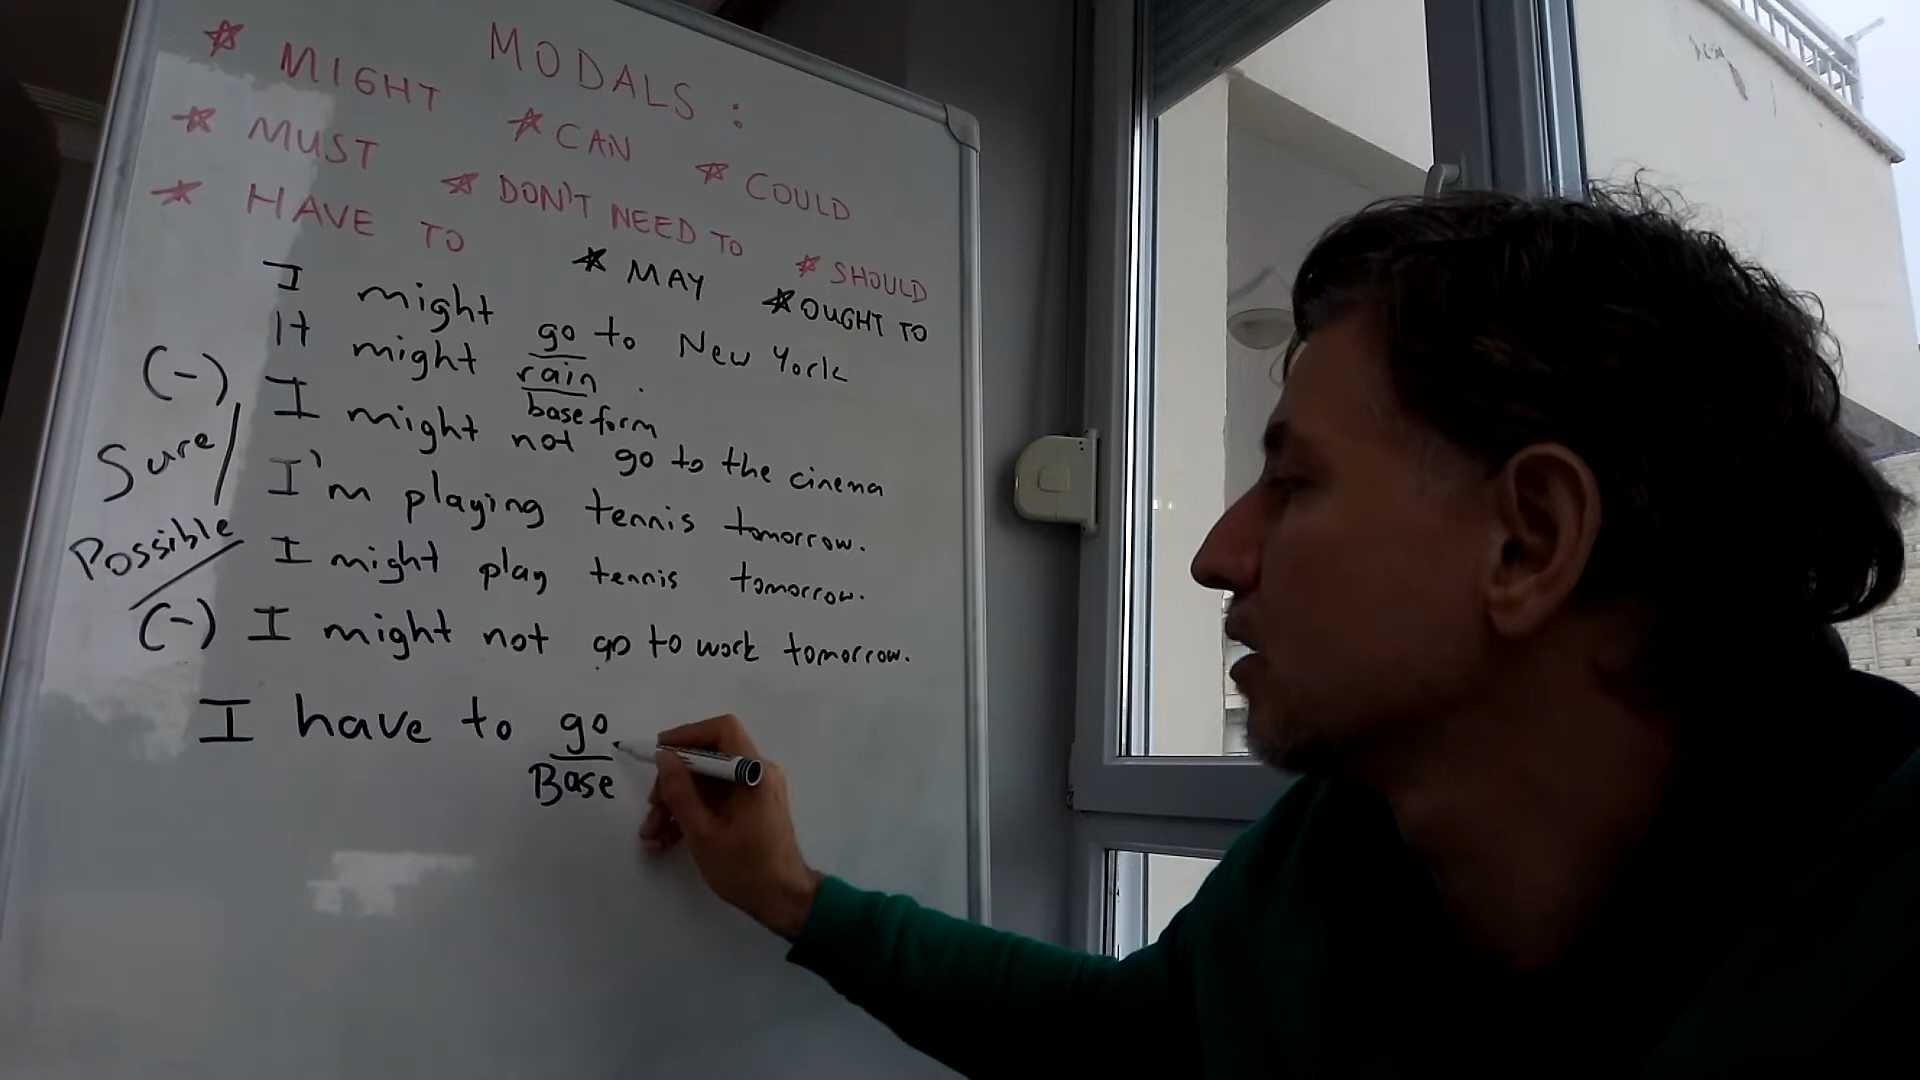 MODALS :
* MIGHT * CAN * COULD
* MUST * DON'T NEED TO * SHOULD
* HAVE TO * MAY * OUGHT TO
I might go to New York
It might rain .
base form
(-) I might not go to the cinema
Sure / I'm playing tennis tomorrow.
Possible / I might play tennis tomorrow.
(-) I might not go to work tomorrow.
I have to go
Base